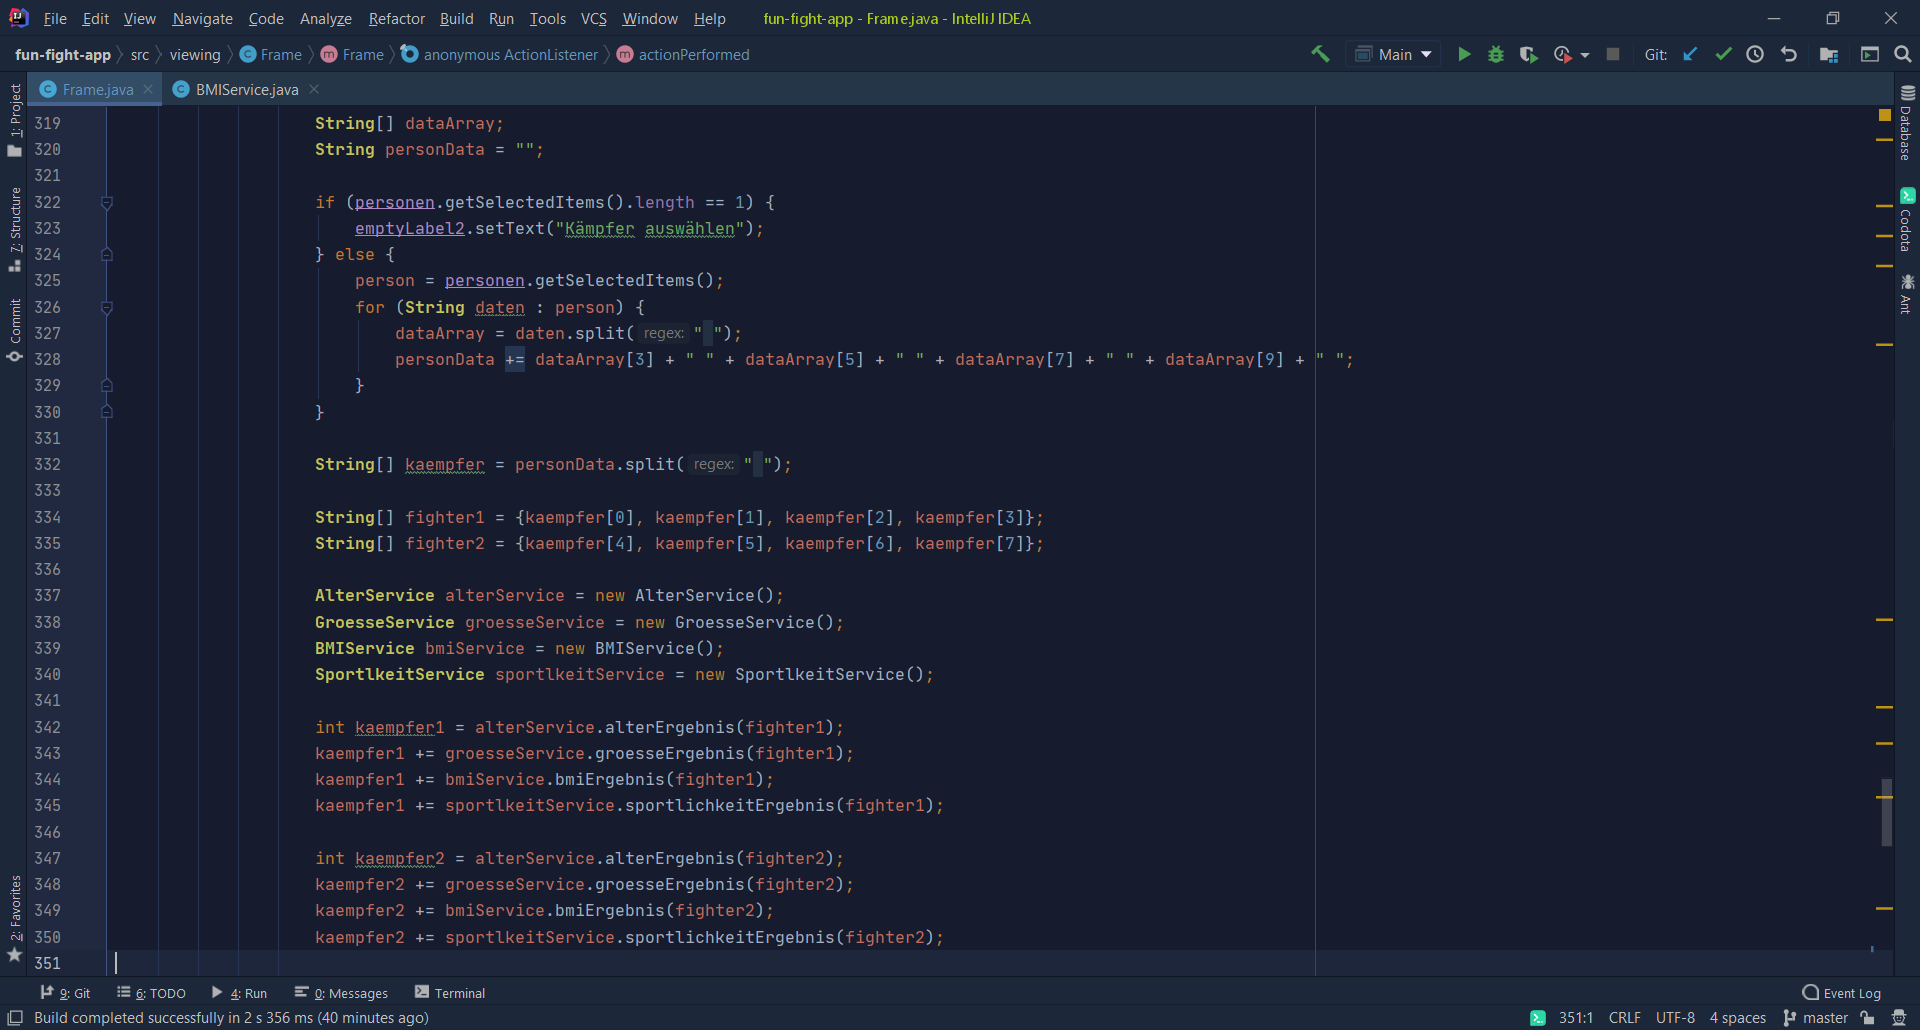 File Edit View Navigate Code Analyze Refactor Build Run Tools VCS Window Help fun-fight-app - Frame.java - IntelliJ IDEA
fun-fight-app src viewing Frame Frame anonymous ActionListener actionPerformed Main Git:
Frame.java BMIService.java
1: Project
7: Structure
Commit
2: Favorites
319 String[] dataArray;
320 String personData = "";
321
322 if (personen.getSelectedItems().length == 1) {
323 emptyLabel2.setText("Kämpfer auswählen");
324 } else {
325 person = personen.getSelectedItems();
326 for (String daten : person) {
327 dataArray = daten.split( regex: " ");
328 personData += dataArray[3] + " " + dataArray[5] + " " + dataArray[7] + " " + dataArray[9] + " ";
329 }
330 }
331
332 String[] kaempfer = personData.split( regex: " ");
333
334 String[] fighter1 = {kaempfer[0], kaempfer[1], kaempfer[2], kaempfer[3]};
335 String[] fighter2 = {kaempfer[4], kaempfer[5], kaempfer[6], kaempfer[7]};
336
337 AlterService alterService = new AlterService();
338 GroesseService groesseService = new GroesseService();
339 BMIService bmiService = new BMIService();
340 SportlkeitService sportlkeitService = new SportlkeitService();
341
342 int kaempfer1 = alterService.alterErgebnis(fighter1);
343 kaempfer1 += groesseService.groesseErgebnis(fighter1);
344 kaempfer1 += bmiService.bmiErgebnis(fighter1);
345 kaempfer1 += sportlkeitService.sportlichkeitErgebnis(fighter1);
346
347 int kaempfer2 = alterService.alterErgebnis(fighter2);
348 kaempfer2 += groesseService.groesseErgebnis(fighter2);
349 kaempfer2 += bmiService.bmiErgebnis(fighter2);
350 kaempfer2 += sportlkeitService.sportlichkeitErgebnis(fighter2);
351
Database
Codota
Ant
9: Git 6: TODO 4: Run 0: Messages Terminal Event Log
Build completed successfully in 2 s 356 ms (40 minutes ago) 351:1 CRLF UTF-8 4 spaces master